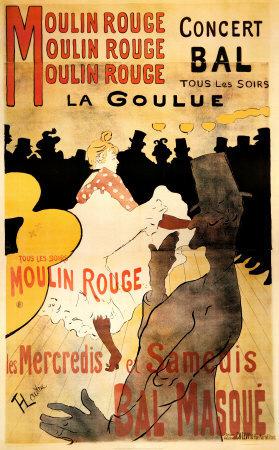 MOULIN ROUGE CONCERT
MOULIN ROUGE BAL
MOULIN ROUGE TOUS LES SOIRS
LA GOULUE
TOUS LES SOIRS
MOULIN ROUGE
les Mercredis et Samedis
BAL MASQUÉ
HLautrec